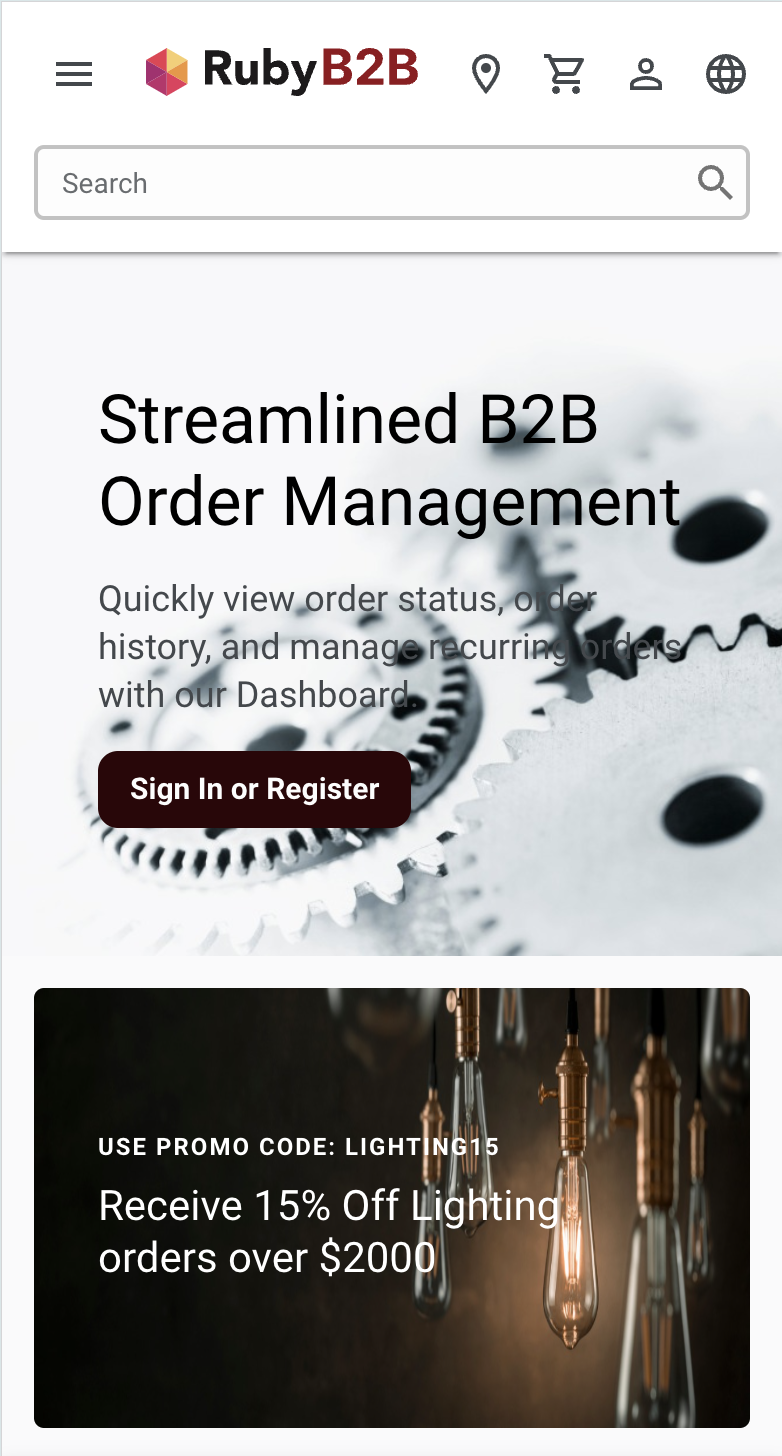 RubyB2B
Search
Streamlined B2B
Order Management
Quickly view order status, order
history, and manage recurring orders
with our Dashboard.
Sign In or Register
USE PROMO CODE: LIGHTING15
Receive 15% Off Lighting
orders over $2000